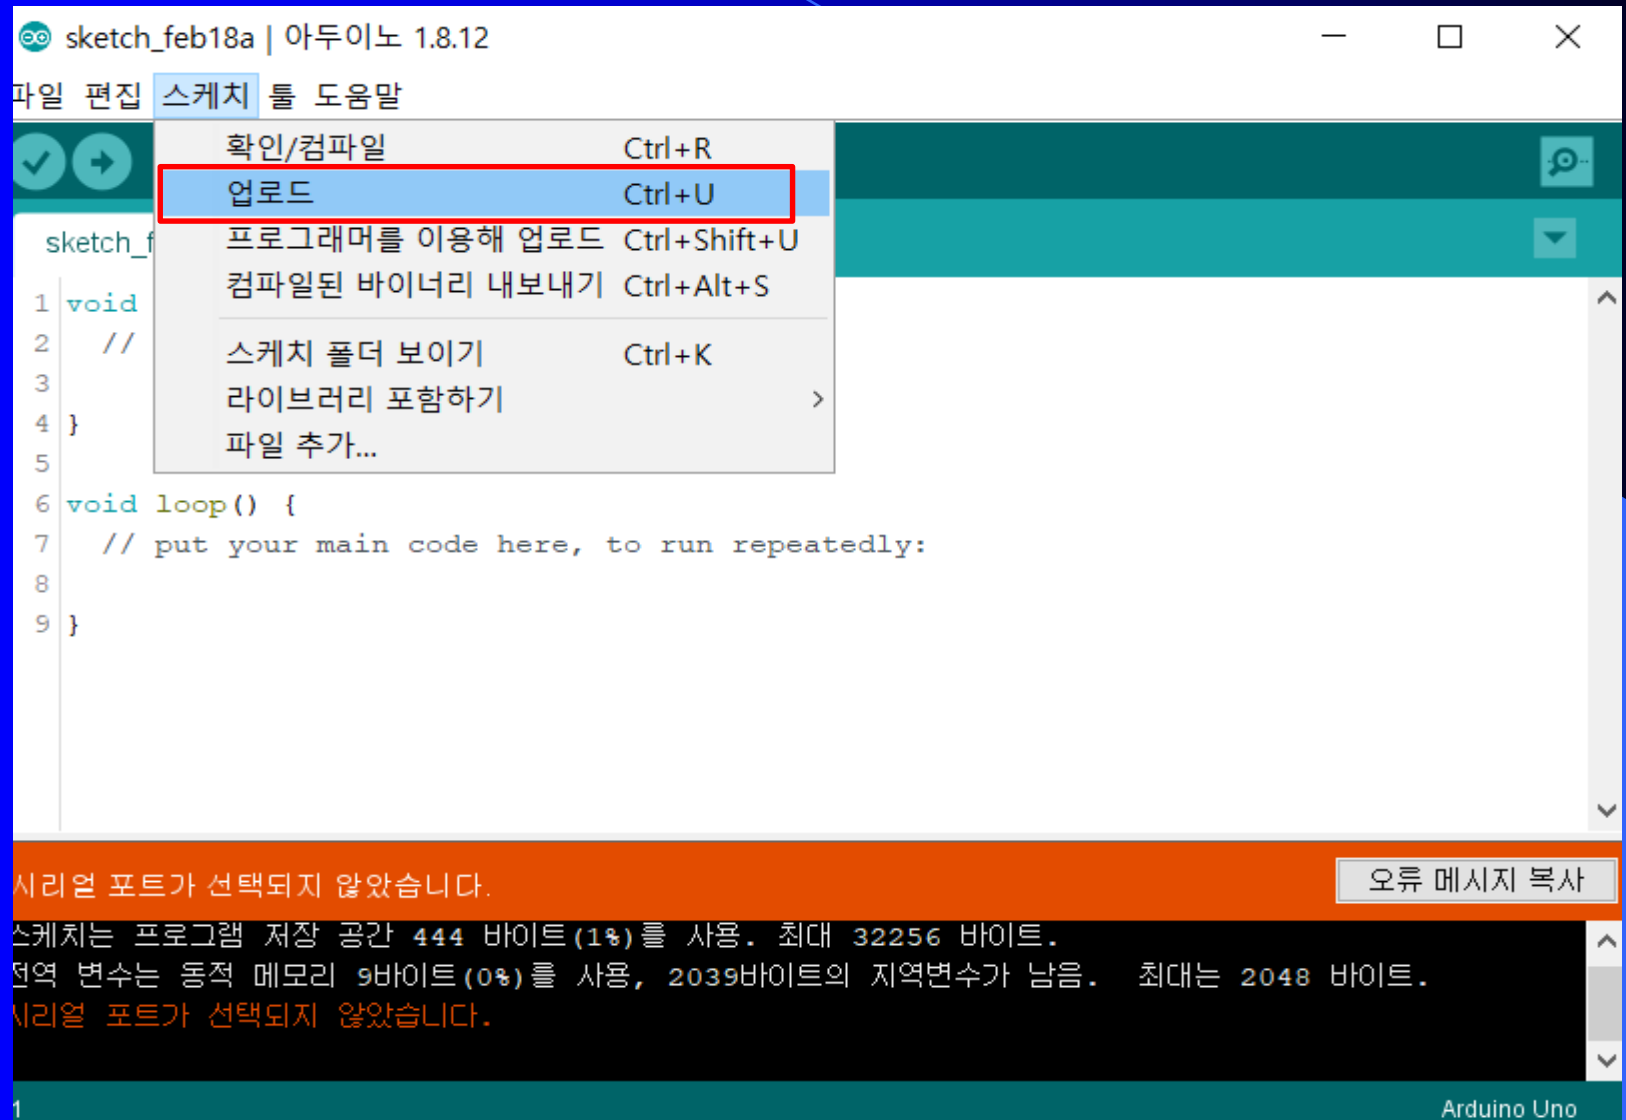 sketch_feb18a | 아두이노 1.8.12
파일 편집 스케치 툴 도움말
확인/컴파일 Ctrl+R
업로드 Ctrl+U
프로그래머를 이용해 업로드 Ctrl+Shift+U
컴파일된 바이너리 내보내기 Ctrl+Alt+S
스케치 폴더 보이기 Ctrl+K
라이브러리 포함하기
파일 추가...
sketch_f
1 void
2 //
3
4 }
5
6 void loop() {
7 // put your main code here, to run repeatedly:
8
9 }
시리얼 포트가 선택되지 않았습니다.
오류 메시지 복사
스케치는 프로그램 저장 공간 444 바이트(1%)를 사용. 최대 32256 바이트.
전역 변수는 동적 메모리 9바이트(0%)를 사용, 2039바이트의 지역변수가 남음. 최대는 2048 바이트.
시리얼 포트가 선택되지 않았습니다.
1
Arduino Uno